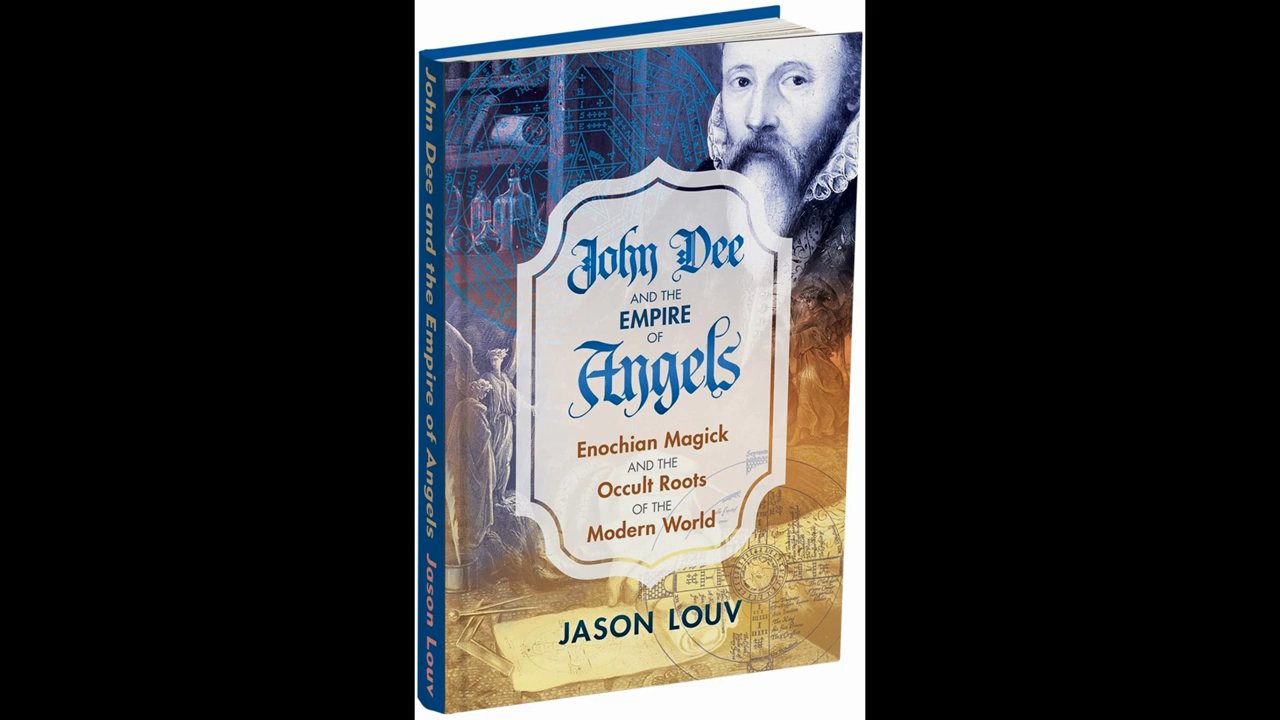 John Dee and the Empire of Angels Jason Louv
John Dee
AND THE
EMPIRE
OF
Angels
Enochian Magick
AND THE
Occult Roots
OF THE
Modern World
JASON LOUV